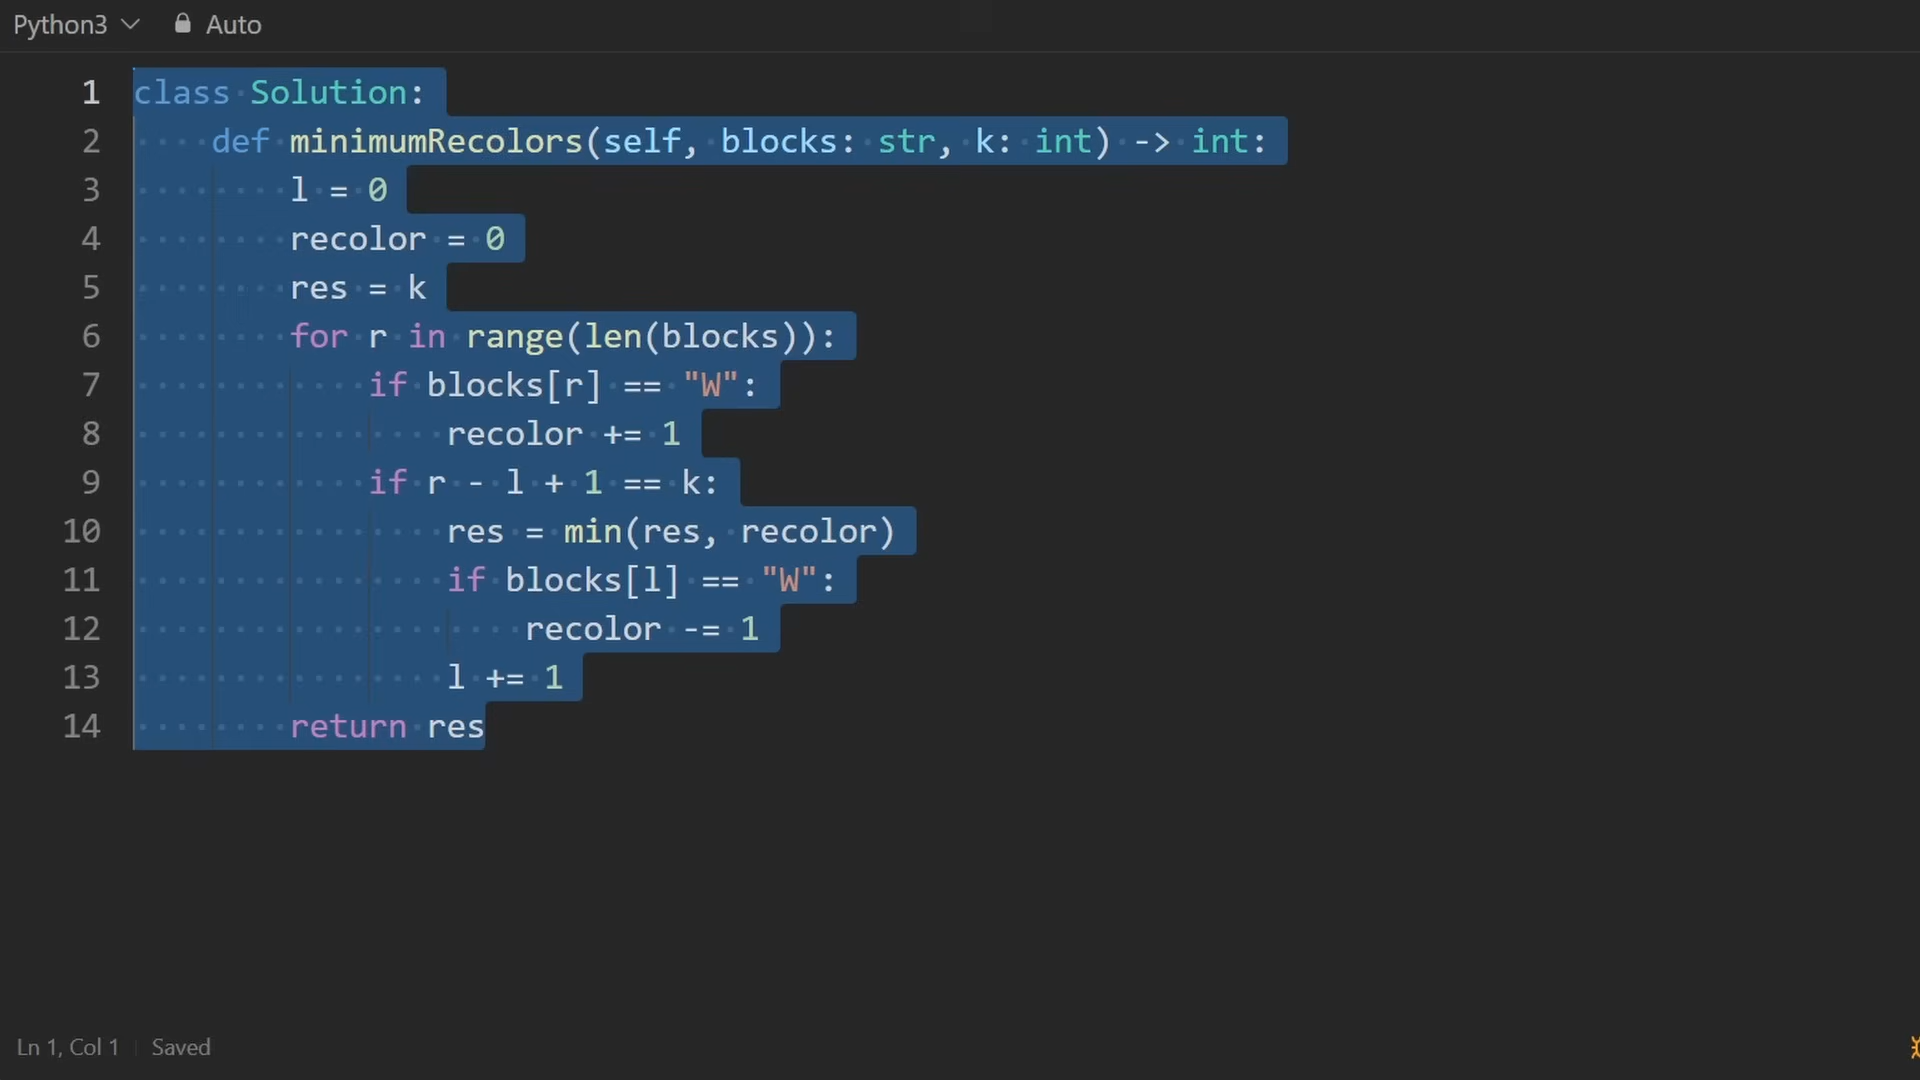 Python3 Auto
1 class Solution:
2 def minimumRecolors(self, blocks: str, k: int) -> int:
3 l = 0
4 recolor = 0
5 res = k
6 for r in range(len(blocks)):
7 if blocks[r] == "W":
8 recolor += 1
9 if r - l + 1 == k:
10 res = min(res, recolor)
11 if blocks[l] == "W":
12 recolor -= 1
13 l += 1
14 return res
Ln 1, Col 1 Saved